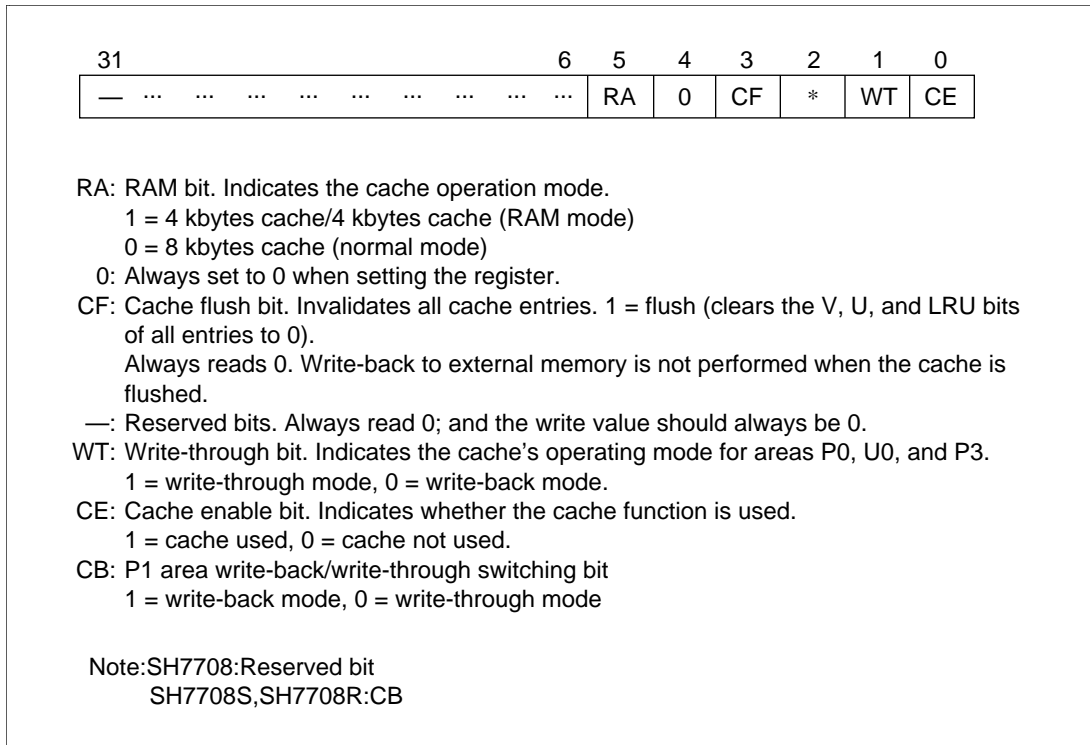 31 6 5 4 3 2 1 0
— ... ... ... ... ... ... ... ... ... RA 0 CF * WT CE
RA: RAM bit. Indicates the cache operation mode.
1 = 4 kbytes cache/4 kbytes cache (RAM mode)
0 = 8 kbytes cache (normal mode)
0: Always set to 0 when setting the register.
CF: Cache flush bit. Invalidates all cache entries. 1 = flush (clears the V, U, and LRU bits
of all entries to 0).
Always reads 0. Write-back to external memory is not performed when the cache is
flushed.
—: Reserved bits. Always read 0; and the write value should always be 0.
WT: Write-through bit. Indicates the cache's operating mode for areas P0, U0, and P3.
1 = write-through mode, 0 = write-back mode.
CE: Cache enable bit. Indicates whether the cache function is used.
1 = cache used, 0 = cache not used.
CB: P1 area write-back/write-through switching bit
1 = write-back mode, 0 = write-through mode
Note:SH7708:Reserved bit
SH7708S,SH7708R:CB